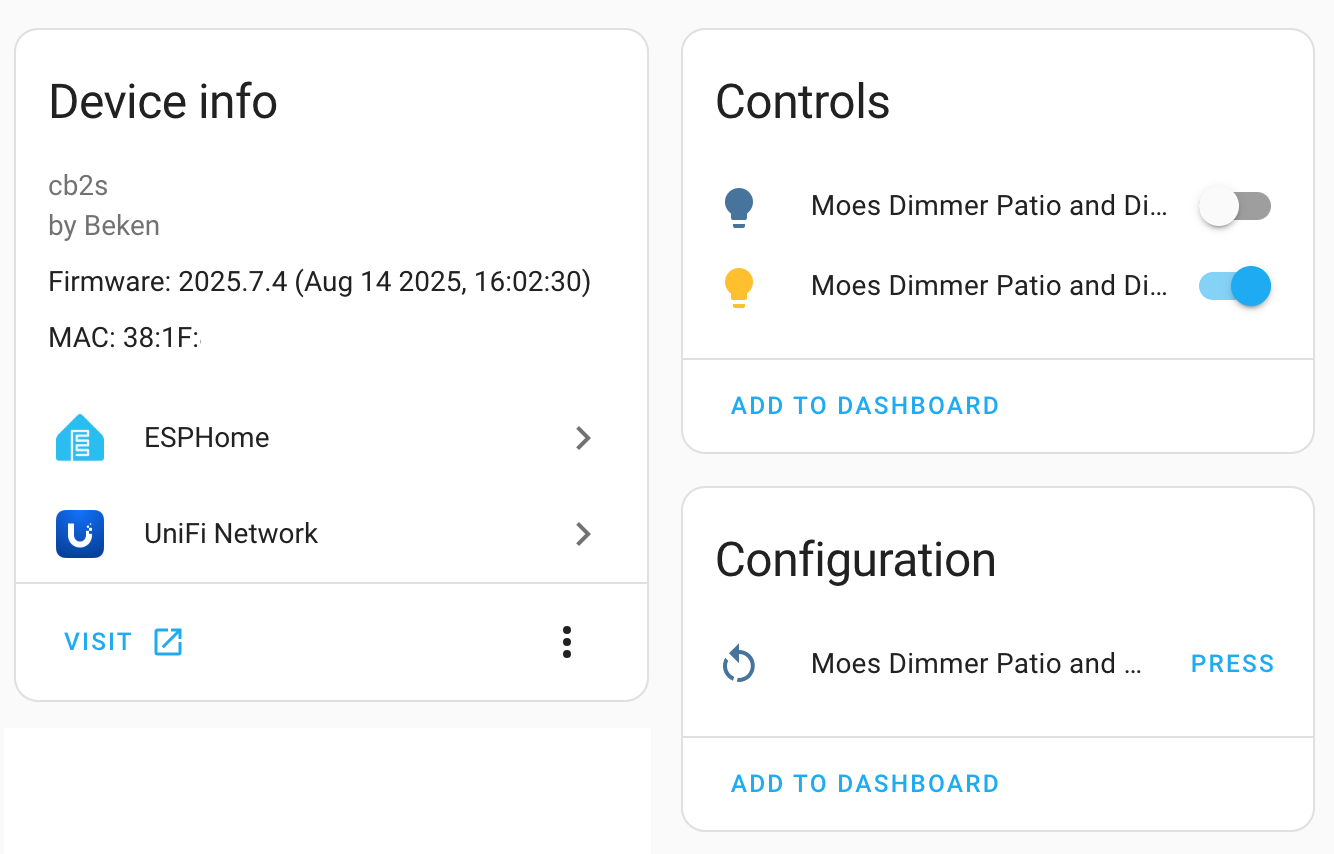 Device info
cb2s
by Beken
Firmware: 2025.7.4 (Aug 14 2025, 16:02:30)
MAC: 38:1F:
ESPHome
UniFi Network
VISIT
Controls
Moes Dimmer Patio and Di...
Moes Dimmer Patio and Di...
ADD TO DASHBOARD
Configuration
Moes Dimmer Patio and ... PRESS
ADD TO DASHBOARD